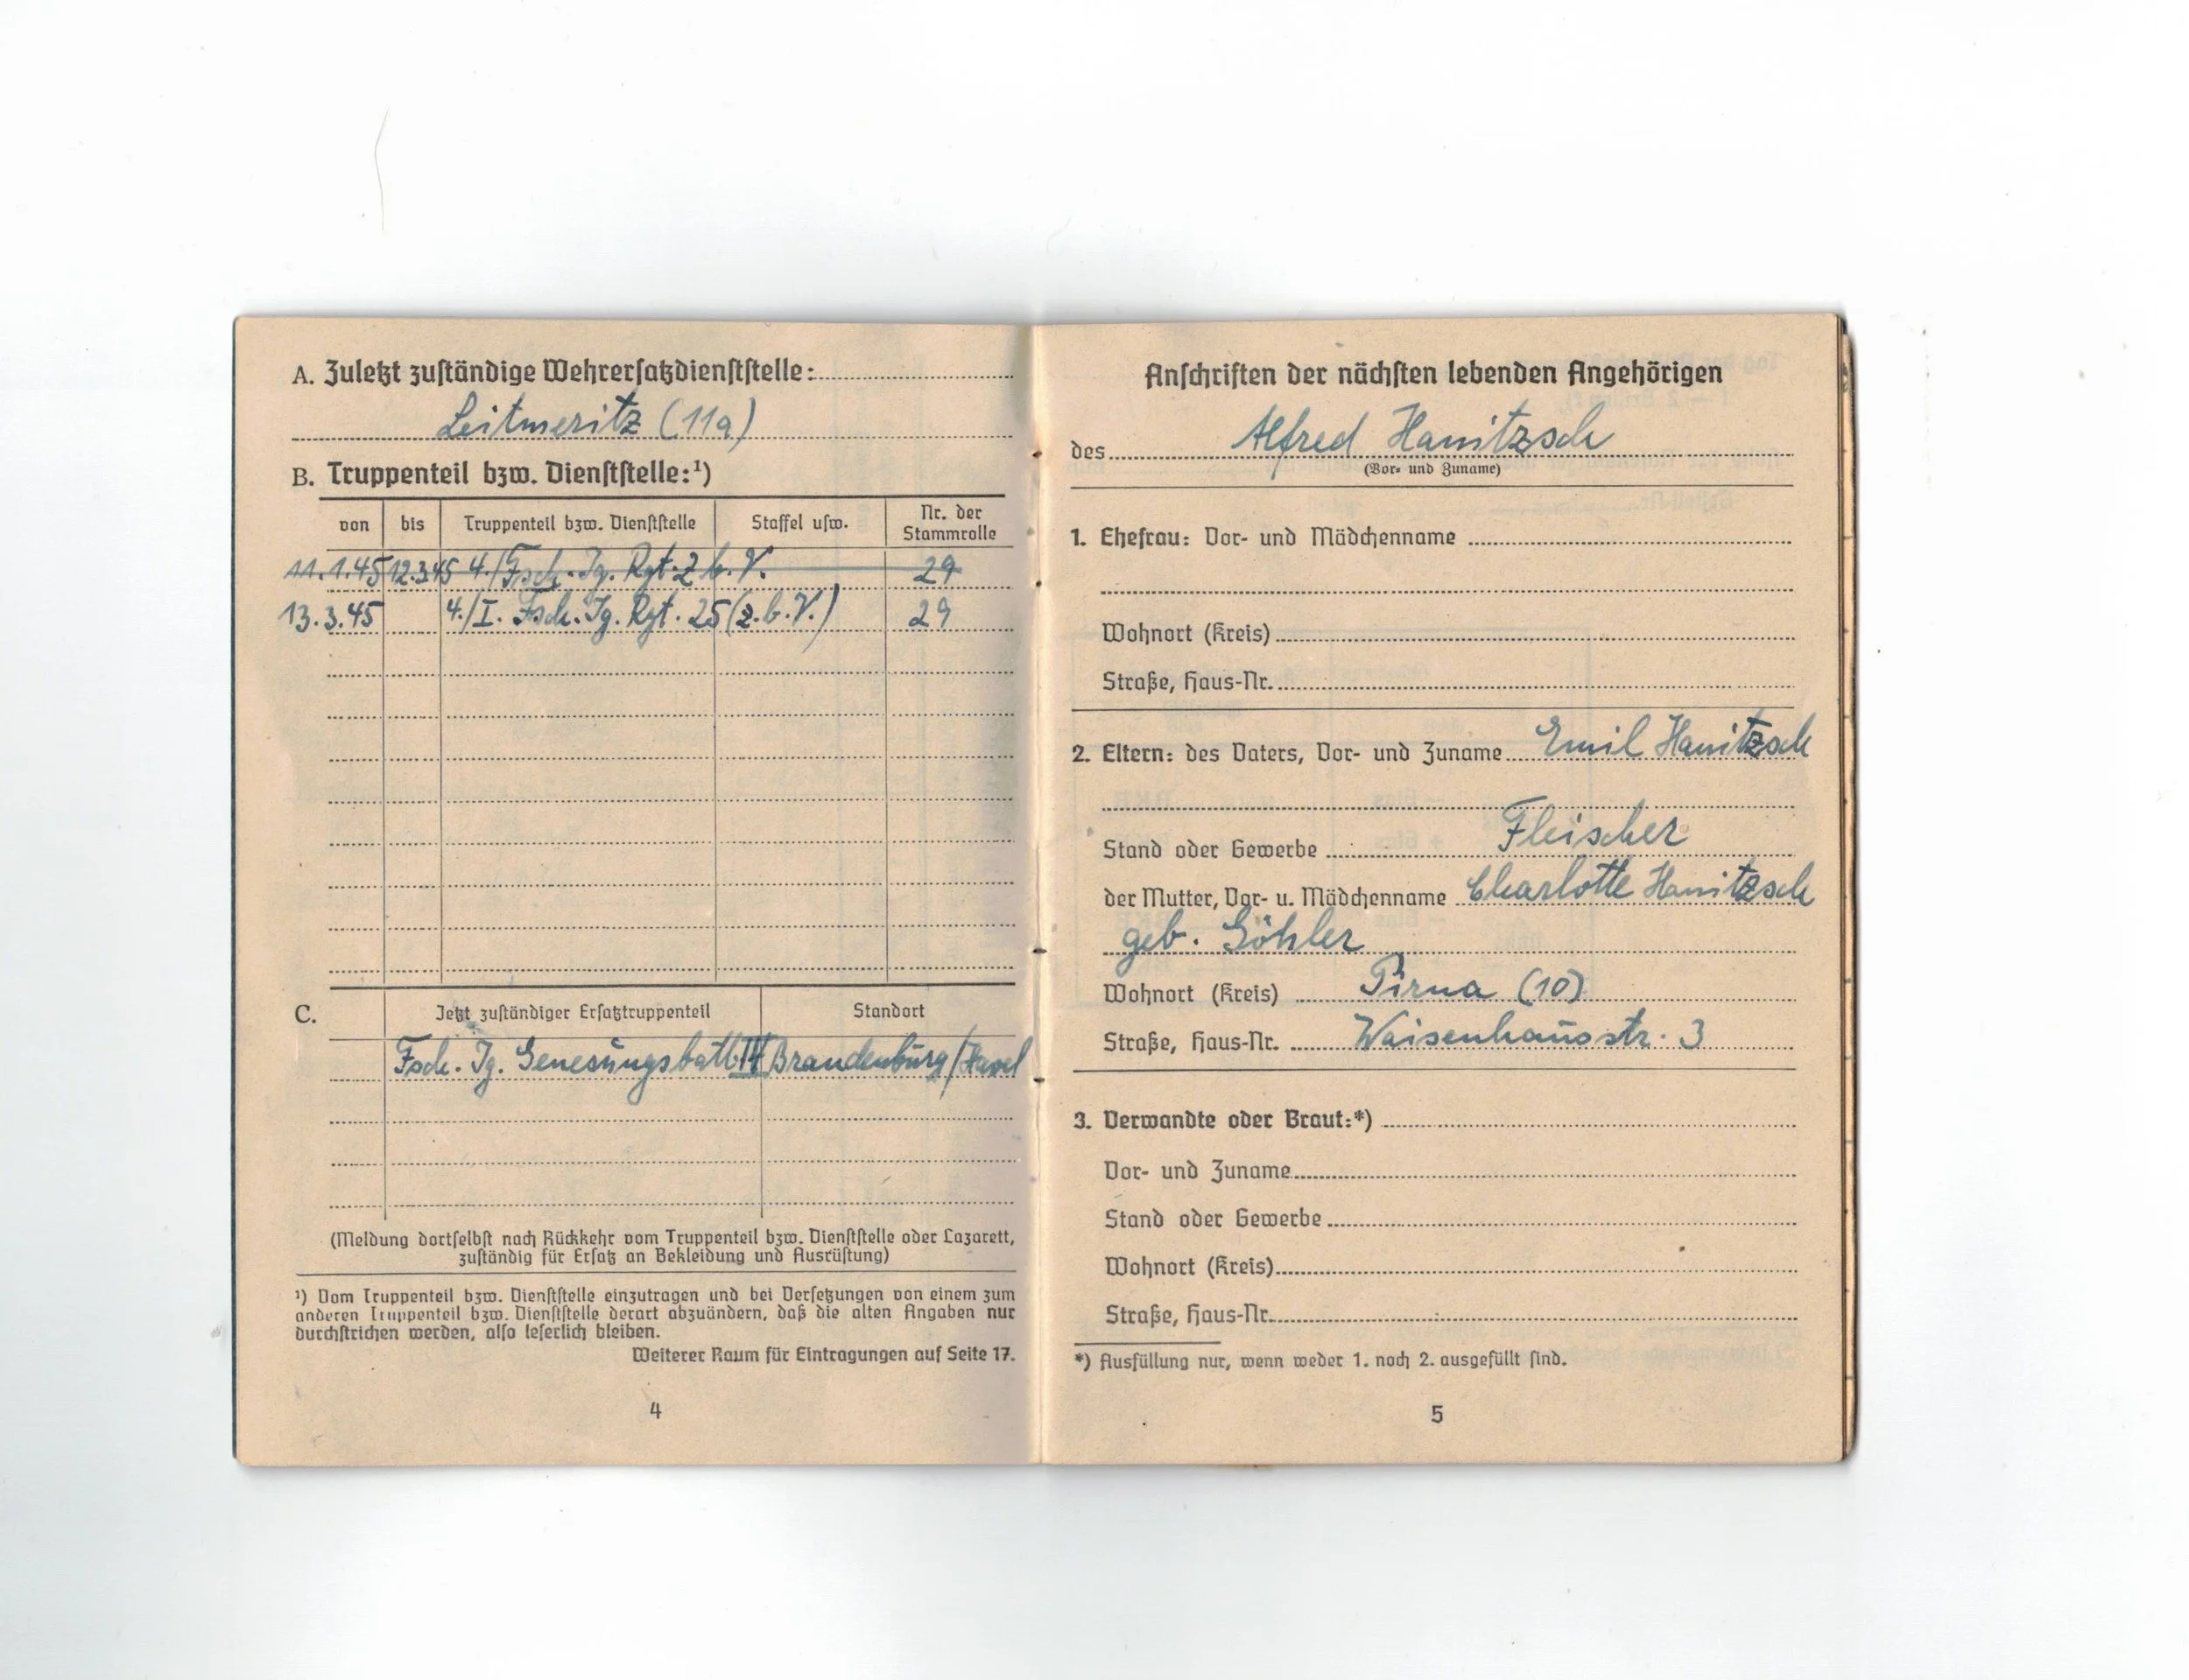 A. Zuletzt zuständige Wehrersatzdienststelle:
Leitmeritz (11a)
B. Truppenteil bzw. Dienststelle:¹)
von bis Truppenteil bzw. Dienststelle Staffel usw. Nr. der Stammrolle
11.1.45 12.3.45 4./Fsch. Jg. Rgt. z. b. V. 29
13.3.45 4./I. Fsch. Jg. Rgt. 25 (z. b. V.) 29
C. Jetzt zuständiger Ersatztruppenteil Standort
Fsch. Jg. Genesungsbatl. IV Brandenburg/Havel
(Meldung dortselbst nach Rückkehr vom Truppenteil bzw. Dienststelle oder Lazarett,
zuständig für Ersatz an Bekleidung und Ausrüstung)
¹) Vom Truppenteil bzw. Dienststelle einzutragen und bei Versetzungen von einem zum
anderen Truppenteil bzw. Dienststelle derart abzuändern, daß die alten Angaben nur
durchstrichen werden, also leserlich bleiben.
Weiterer Raum für Eintragungen auf Seite 17.
4
Anschriften der nächsten lebenden Angehörigen
des Alfred Hanitzsch
(Vor- und Zuname)
1. Ehefrau: Vor- und Mädchenname
Wohnort (Kreis)
Straße, Haus-Nr.
2. Eltern: des Vaters, Vor- und Zuname Emil Hanitzsch
Stand oder Gewerbe Fleischer
der Mutter, Vor- u. Mädchenname Charlotte Hanitzsch
geb. Göhler
Wohnort (Kreis) Pirna (10)
Straße, Haus-Nr. Waisenhausstr. 3
3. Verwandte oder Braut:*)
Vor- und Zuname
Stand oder Gewerbe
Wohnort (Kreis)
Straße, Haus-Nr.
*) Ausfüllung nur, wenn weder 1. noch 2. ausgefüllt sind.
5